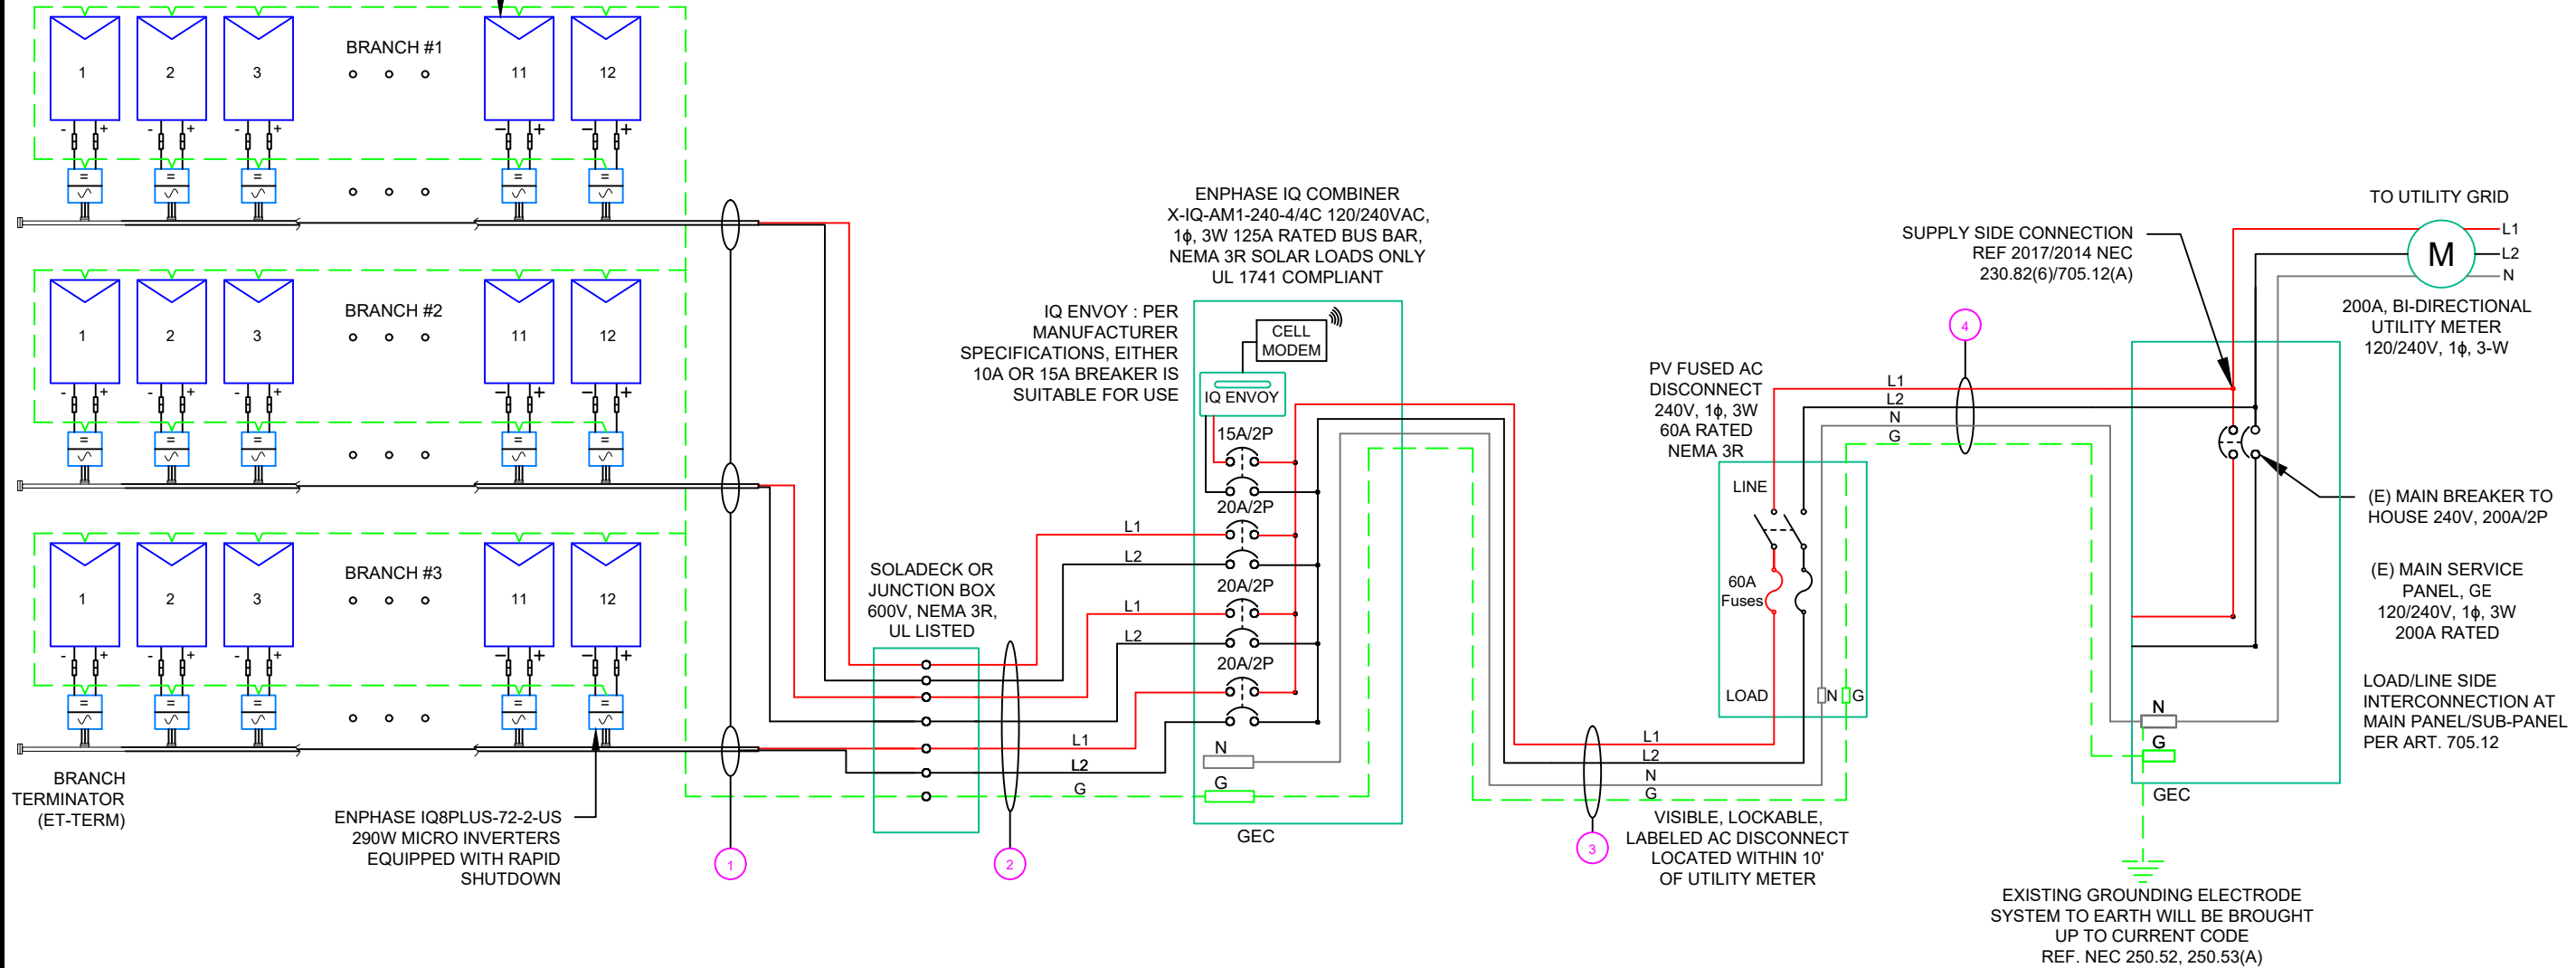 BRANCH #1
1
2
3
11
12
-
+
-
+
-
+
-
+
-
+
BRANCH #2
1
2
3
11
12
-
+
-
+
-
+
-
+
-
+
BRANCH #3
1
2
3
11
12
-
+
-
+
-
+
-
+
-
+
BRANCH
TERMINATOR
(ET-TERM)
ENPHASE IQ8PLUS-72-2-US
290W MICRO INVERTERS
EQUIPPED WITH RAPID
SHUTDOWN
1
SOLADECK OR
JUNCTION BOX
600V, NEMA 3R,
UL LISTED
2
L1
L2
L1
L2
L1
L2
G
ENPHASE IQ COMBINER
X-IQ-AM1-240-4/4C 120/240VAC,
1ϕ, 3W 125A RATED BUS BAR,
NEMA 3R SOLAR LOADS ONLY
UL 1741 COMPLIANT
IQ ENVOY : PER
MANUFACTURER
SPECIFICATIONS, EITHER
10A OR 15A BREAKER IS
SUITABLE FOR USE
CELL
MODEM
IQ ENVOY
15A/2P
20A/2P
20A/2P
20A/2P
N
G
GEC
3
L1
L2
N
G
PV FUSED AC
DISCONNECT
240V, 1ϕ, 3W
60A RATED
NEMA 3R
LINE
60A
Fuses
LOAD
N
G
VISIBLE, LOCKABLE,
LABELED AC DISCONNECT
LOCATED WITHIN 10'
OF UTILITY METER
4
L1
L2
N
G
SUPPLY SIDE CONNECTION
REF 2017/2014 NEC
230.82(6)/705.12(A)
TO UTILITY GRID
M
L1
L2
N
200A, BI-DIRECTIONAL
UTILITY METER
120/240V, 1ϕ, 3-W
(E) MAIN BREAKER TO
HOUSE 240V, 200A/2P
(E) MAIN SERVICE
PANEL, GE
120/240V, 1ϕ, 3W
200A RATED
LOAD/LINE SIDE
INTERCONNECTION AT
MAIN PANEL/SUB-PANEL
PER ART. 705.12
N
G
GEC
EXISTING GROUNDING ELECTRODE
SYSTEM TO EARTH WILL BE BROUGHT
UP TO CURRENT CODE
REF. NEC 250.52, 250.53(A)